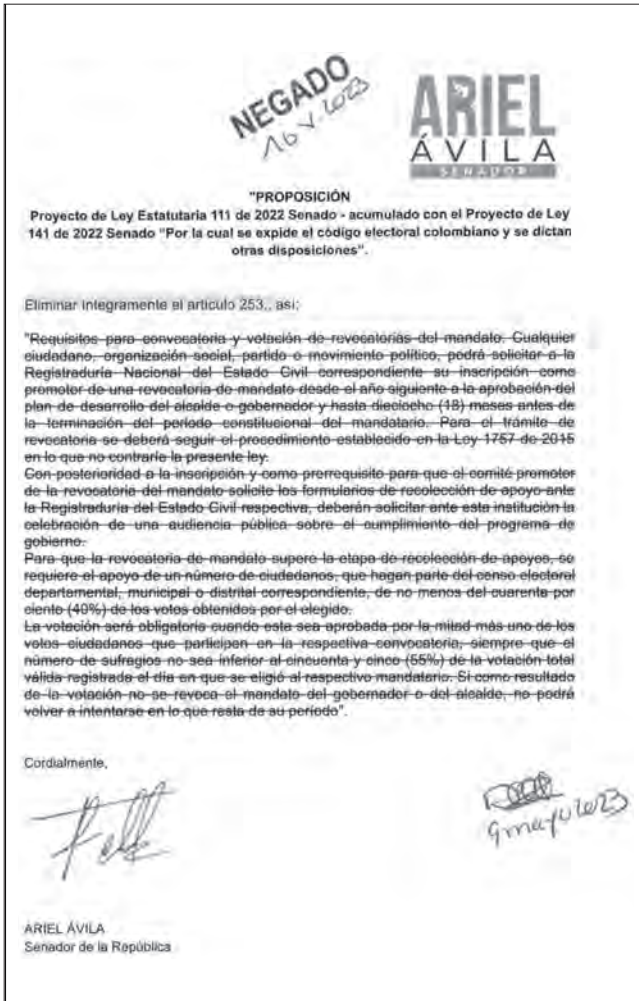 NEGADO
16 V. 2023
ARIEL
ÁVILA
SENADOR
"PROPOSICIÓN
Proyecto de Ley Estatutaria 111 de 2022 Senado - acumulado con el Proyecto de Ley
141 de 2022 Senado "Por la cual se expide el código electoral colombiano y se dictan
otras disposiciones".
Eliminar íntegramente el artículo 253., así:
"Requisitos para convocatoria y votación de revocatorias del mandato. Cualquier
ciudadano, organización social, partido o movimiento político, podrá solicitar a la
Registraduría Nacional del Estado Civil correspondiente su inscripción como
promotor de una revocatoria de mandato desde el año siguiente a la aprobación del
plan de desarrollo del alcalde o gobernador y hasta dieciocho (18) meses antes de
la terminación del período constitucional del mandatario. Para el trámite de
revocatoria se deberá seguir el procedimiento establecido en la Ley 1757 de 2015
en lo que no contraríe la presente ley.
Con posterioridad a la inscripción y como prerrequisito para que el comité promotor
de la revocatoria del mandato solicite los formularios de recolección de apoyo ante
la Registraduría del Estado Civil respectiva, deberán solicitar ante esta institución la
celebración de una audiencia pública sobre el cumplimiento del programa de
gobierno.
Para que la revocatoria de mandato supere la etapa de recolección de apoyos, se
requiere el apoyo de un número de ciudadanos, que hagan parte del censo electoral
departamental, municipal o distrital correspondiente, de no menos del cuarenta por
ciento (40%) de los votos obtenidos por el elegido.
La votación será obligatoria cuando esta sea aprobada por la mitad más uno de los
votos ciudadanos que participen en la respectiva convocatoria, siempre que el
número de sufragios no sea inferior al cincuenta y cinco (55%) de la votación total
válida registrada el día en que se eligió al respectivo mandatario. Si como resultado
de la votación no se revoca el mandato del gobernador o del alcalde, no podrá
volver a intentarse en lo que resta de su período".
Cordialmente,
9 mayo 2023
ARIEL ÁVILA
Senador de la República